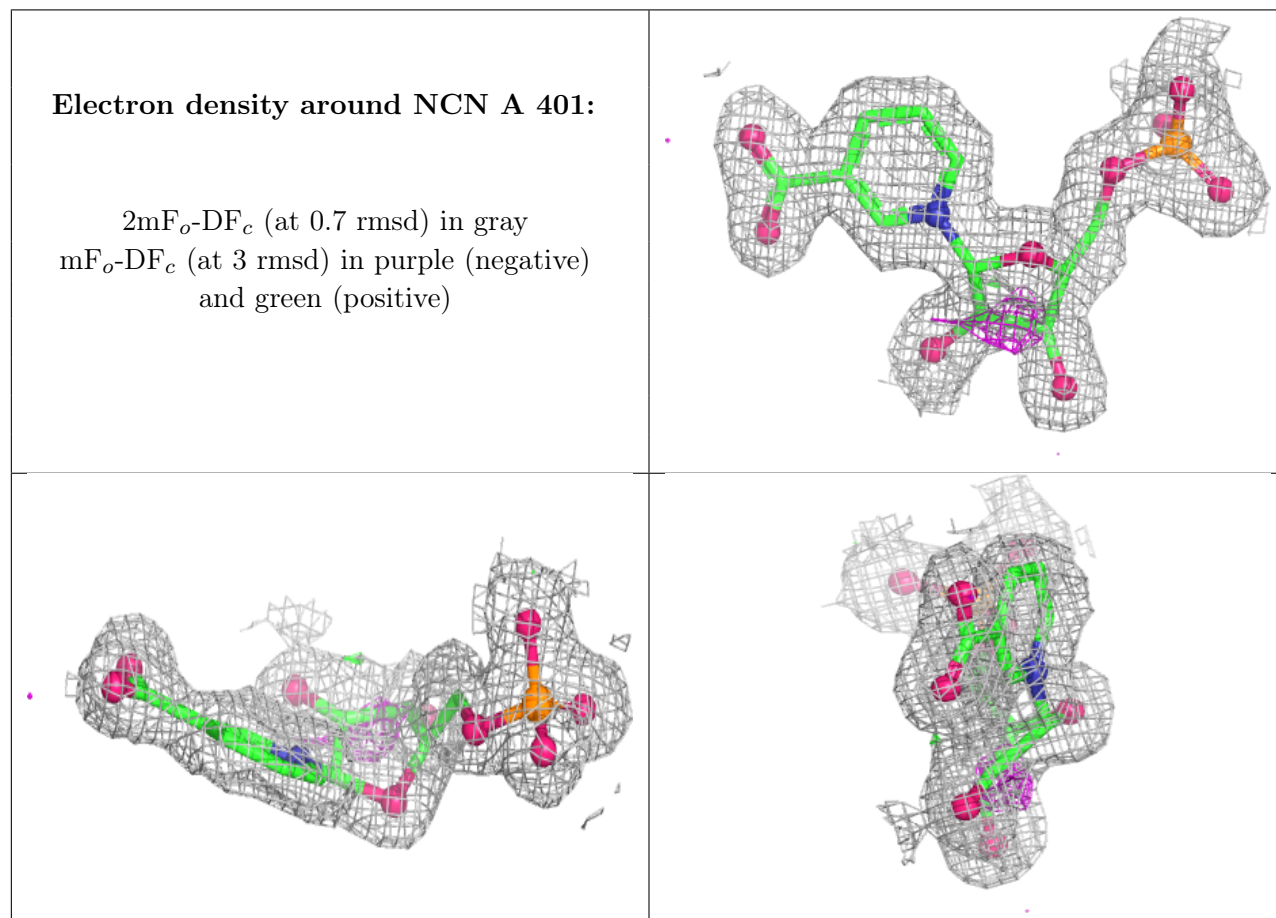 Electron density around NCN A 401:
2mFo-DFc (at 0.7 rmsd) in gray
mFo-DFc (at 3 rmsd) in purple (negative)
and green (positive)